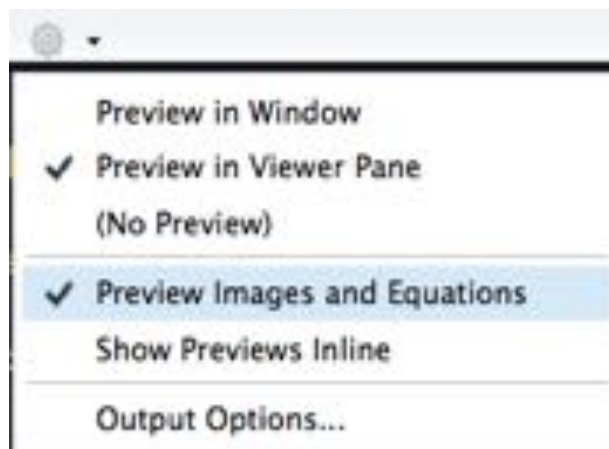 Preview in Window
Preview in Viewer Pane
(No Preview)
Preview Images and Equations
Show Previews Inline
Output Options...